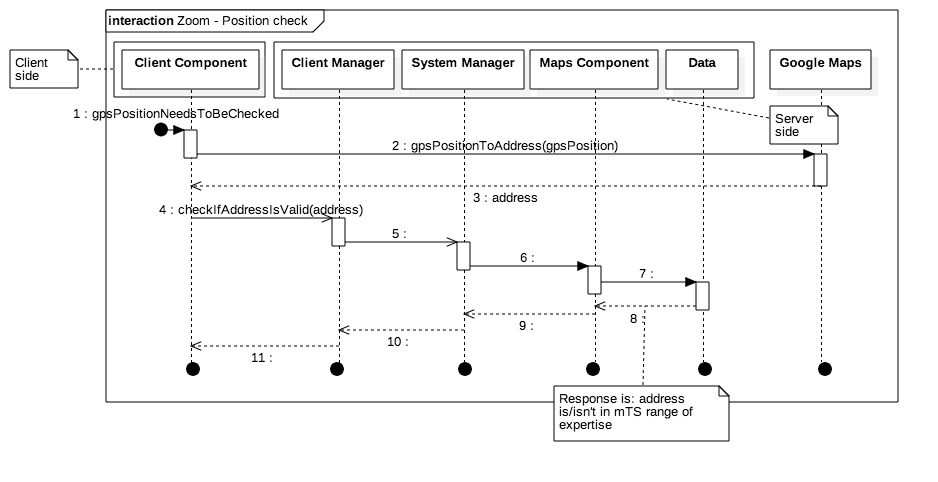 interaction Zoom - Position check
Client
side
Client Component
Client Manager
System Manager
Maps Component
Data
Google Maps
Server
side
1 : gpsPositionNeedsToBeChecked
2 : gpsPositionToAddress(gpsPosition)
3 : address
4 : checkIfAddressIsValid(address)
5 :
6 :
7 :
8 :
9 :
10 :
11 :
Response is: address
is/isn't in mTS range of
expertise